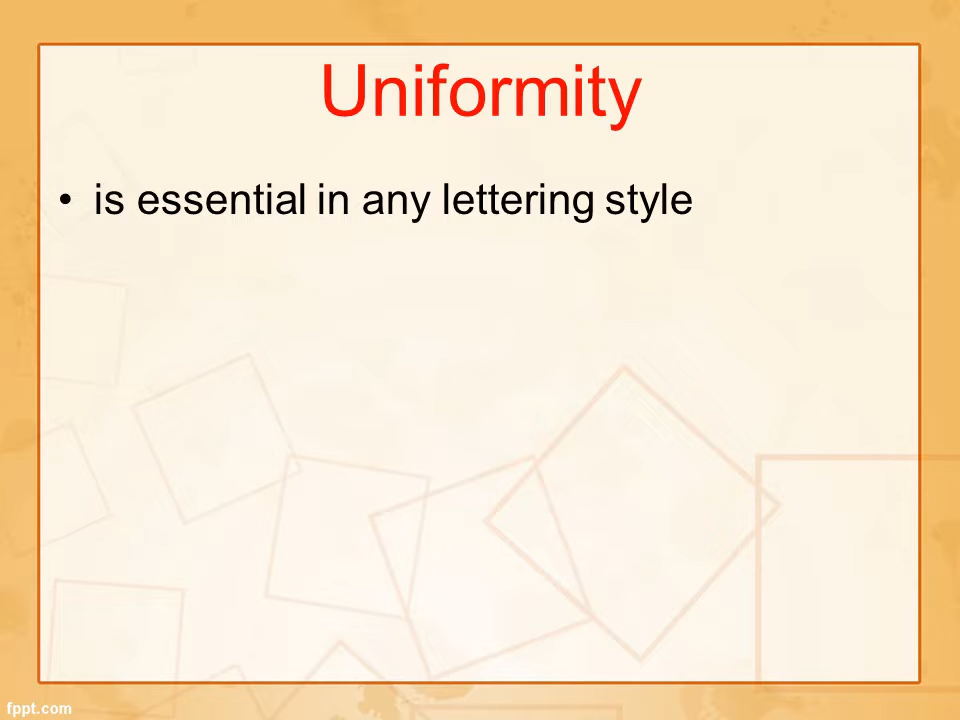 Uniformity
• is essential in any lettering style
fppt.com